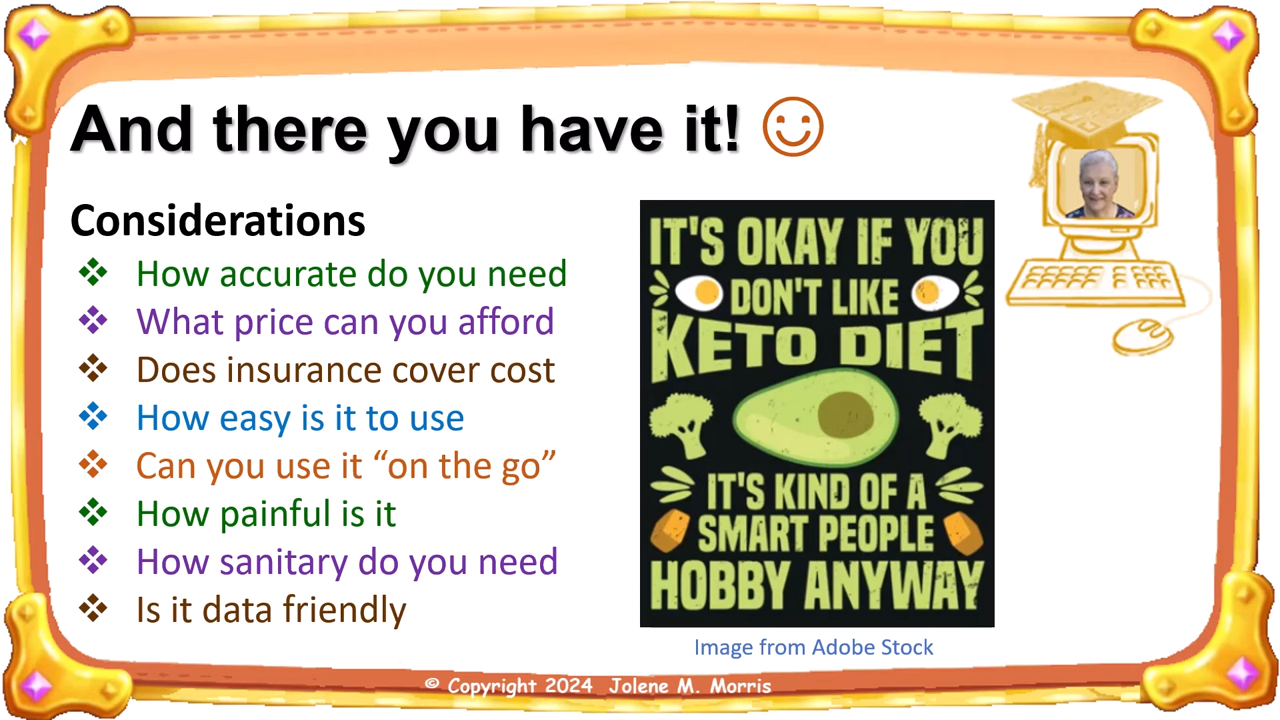 And there you have it! ☺
Considerations
❖ How accurate do you need
❖ What price can you afford
❖ Does insurance cover cost
❖ How easy is it to use
❖ Can you use it “on the go”
❖ How painful is it
❖ How sanitary do you need
❖ Is it data friendly
IT'S OKAY IF YOU
DON'T LIKE
KETO DIET
IT'S KIND OF A
SMART PEOPLE
HOBBY ANYWAY
Image from Adobe Stock
© Copyright 2024 Jolene M. Morris